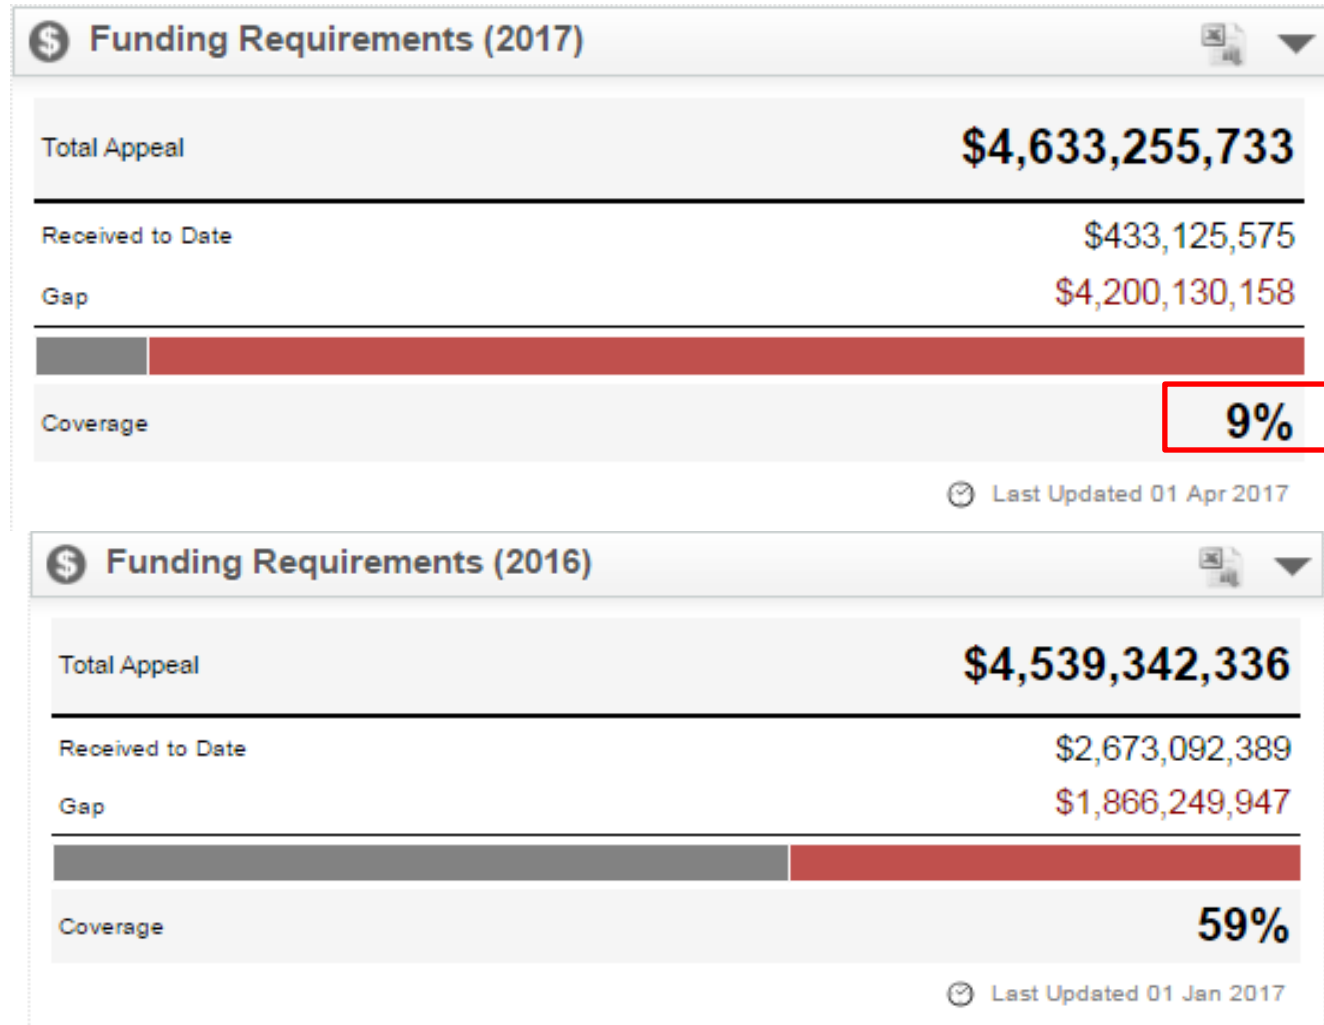 Funding Requirements (2017)
Total Appeal $4,633,255,733
Received to Date $433,125,575
Gap $4,200,130,158
Coverage 9%
Last Updated 01 Apr 2017
Funding Requirements (2016)
Total Appeal $4,539,342,336
Received to Date $2,673,092,389
Gap $1,866,249,947
Coverage 59%
Last Updated 01 Jan 2017